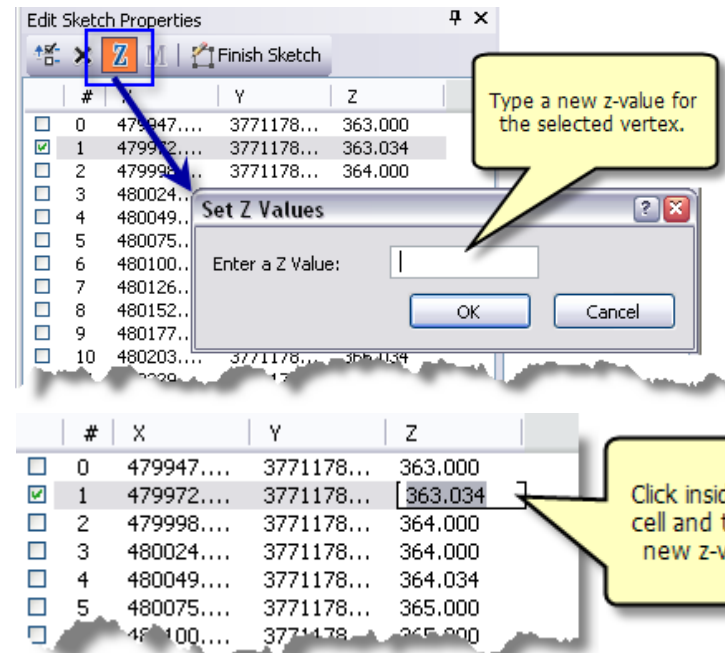 Edit Sketch Properties
Z M Finish Sketch
# X Y Z
0 479947.... 3771178... 363.000
1 479972.... 3771178... 363.034
2 479998.... 3771178... 364.000
3 480024...
4 480049...
5 480075...
6 480100...
7 480126...
8 480152...
9 480177...
10 480203.... 3771178... 366.034
Type a new z-value for
the selected vertex.
Set Z Values
?
Enter a Z Value:
OK Cancel
# X Y Z
0 479947.... 3771178... 363.000
1 479972.... 3771178... 363.034
2 479998.... 3771178... 364.000
3 480024.... 3771178... 364.000
4 480049.... 3771178... 364.034
5 480075.... 3771178... 365.000
3771178...
Click insid
cell and t
new z-v